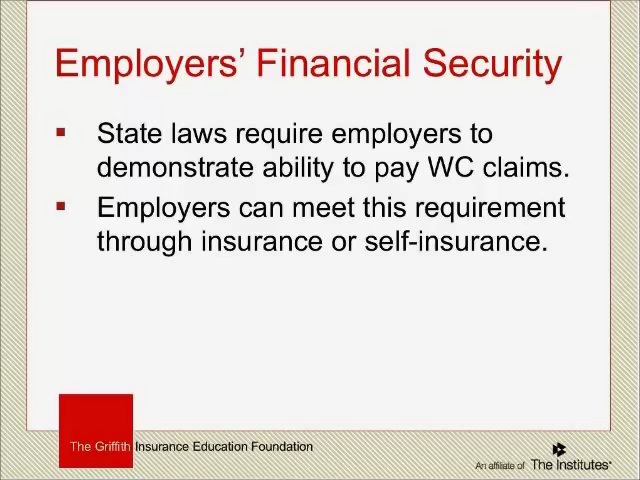 Employers’ Financial Security
▪ State laws require employers to
demonstrate ability to pay WC claims.
▪ Employers can meet this requirement
through insurance or self-insurance.
The Griffith Insurance Education Foundation
An affiliate of The Institutes